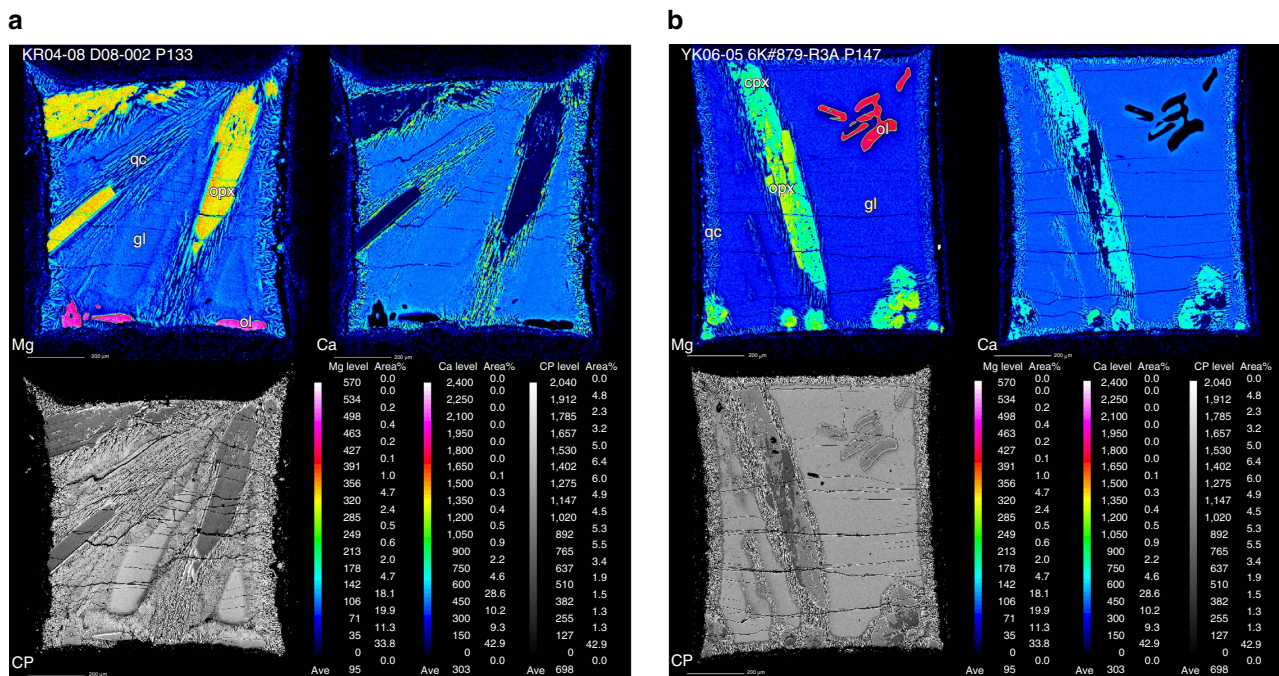 a
KR04-08 D08-002 P133
qc
opx
gl
ol
Mg
200 µm
Ca
200 µm
CP
200 µm
Mg level Area% Ca level Area% CP level Area%
570 0.0 2,400 0.0 2,040 0.0
534 0.0 2,250 0.0 1,912 4.8
498 0.2 2,100 0.0 1,785 2.3
463 0.4 1,950 0.0 1,657 3.2
427 0.2 1,800 0.0 1,530 5.0
391 0.1 1,650 0.1 1,402 6.4
356 1.0 1,500 0.1 1,275 6.0
320 4.7 1,350 0.3 1,147 4.9
285 2.4 1,200 0.4 1,020 4.5
249 0.5 1,050 0.5 892 5.3
213 0.6 900 0.9 765 5.5
178 2.0 750 2.2 637 3.4
142 4.7 600 4.6 510 1.9
106 18.1 450 28.6 382 1.5
71 19.9 300 10.2 255 1.3
35 11.3 150 9.3 127 1.3
0 33.8 0 42.9 0 42.9
0.0 0.0 0.0
Ave 95 Ave 303 Ave 698
b
YK06-05 6K#879-R3A P147
cpx
ol
opx
gl
qc
Mg
200 µm
Ca
200 µm
CP
200 µm
Mg level Area% Ca level Area% CP level Area%
570 0.0 2,400 0.0 2,040 0.0
534 0.0 2,250 0.0 1,912 4.8
498 0.2 2,100 0.0 1,785 2.3
463 0.4 1,950 0.0 1,657 3.2
427 0.2 1,800 0.0 1,530 5.0
391 0.1 1,650 0.1 1,402 6.4
356 1.0 1,500 0.1 1,275 6.0
320 4.7 1,350 0.3 1,147 4.9
285 2.4 1,200 0.4 1,020 4.5
249 0.5 1,050 0.5 892 5.3
213 0.6 900 0.9 765 5.5
178 2.0 750 2.2 637 3.4
142 4.7 600 4.6 510 1.9
106 18.1 450 28.6 382 1.5
71 19.9 300 10.2 255 1.3
35 11.3 150 9.3 127 1.3
0 33.8 0 42.9 0 42.9
0.0 0.0 0.0
Ave 95 Ave 303 Ave 698